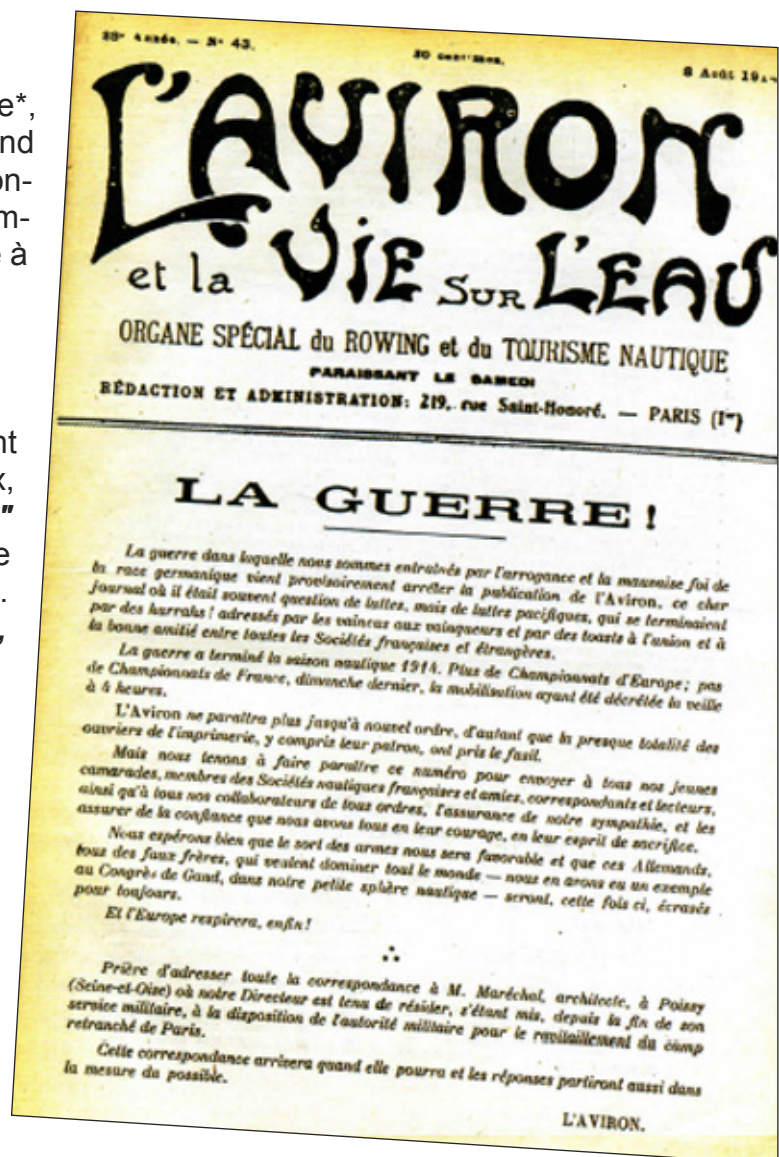 e*,
nd
on-
m-
e à
nt
x,
"
e
.
,
Année. — N° 43.
8 Août 19
L'AVIRON
et la VIE SUR L'EAU
ORGANE SPÉCIAL du ROWING et du TOURISME NAUTIQUE
PARAISSANT LE SAMEDI
RÉDACTION ET ADMINISTRATION: 219, rue Saint-Honoré. — PARIS (Iᵉʳ)
LA GUERRE !
La guerre dans laquelle nous sommes entraînés par l'arrogance et la mauvaise foi de
la race germanique vient provisoirement arrêter la publication de l'Aviron, ce cher
journal où il était souvent question de luttes, mais de luttes pacifiques, qui se terminaient
par des hurrahs ! adressés par les vaincus aux vainqueurs et par des toasts à l'union et à
la bonne amitié entre toutes les Sociétés françaises et étrangères.
La guerre a terminé la saison nautique 1914. Plus de Championnats d'Europe ; pas
de Championnats de France, dimanche dernier, la mobilisation ayant été décrétée la veille
à 4 heures.
L'Aviron ne paraîtra plus jusqu'à nouvel ordre, d'autant que la presque totalité des
ouvriers de l'imprimerie, y compris leur patron, ont pris le fusil.
Mais nous tenons à faire paraître ce numéro pour envoyer à tous nos jeunes
camarades, membres des Sociétés nautiques françaises et amies, correspondants et lecteurs,
ainsi qu'à tous nos collaborateurs de tous ordres, l'assurance de notre sympathie, et les
assurer de la confiance que nous avons tous en leur courage, en leur esprit de sacrifice.
Nous espérons bien que le sort des armes nous sera favorable et que ces Allemands,
tous des faux frères, qui veulent dominer tout le monde — nous en avons eu un exemple
au Congrès de Gand, dans notre petite sphère nautique — seront, cette fois ci, écrasés
pour toujours.
Et l'Europe respirera, enfin !
Prière d'adresser toute la correspondance à M. Maréchal, architecte, à Poissy
(Seine-et-Oise) où notre Directeur est tenu de résider, s'étant mis, depuis la fin de son
service militaire, à la disposition de l'autorité militaire pour le ravitaillement du camp
retranché de Paris.
Cette correspondance arrivera quand elle pourra et les réponses partiront aussi dans
la mesure du possible.
L'AVIRON.